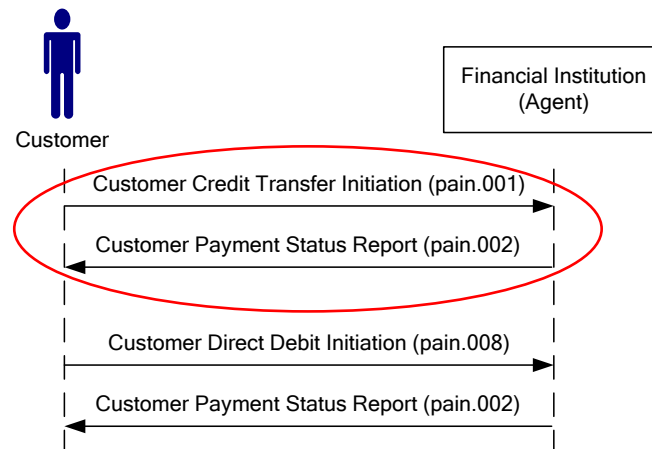 Financial Institution
(Agent)
Customer
Customer Credit Transfer Initiation (pain.001)
Customer Payment Status Report (pain.002)
Customer Direct Debit Initiation (pain.008)
Customer Payment Status Report (pain.002)